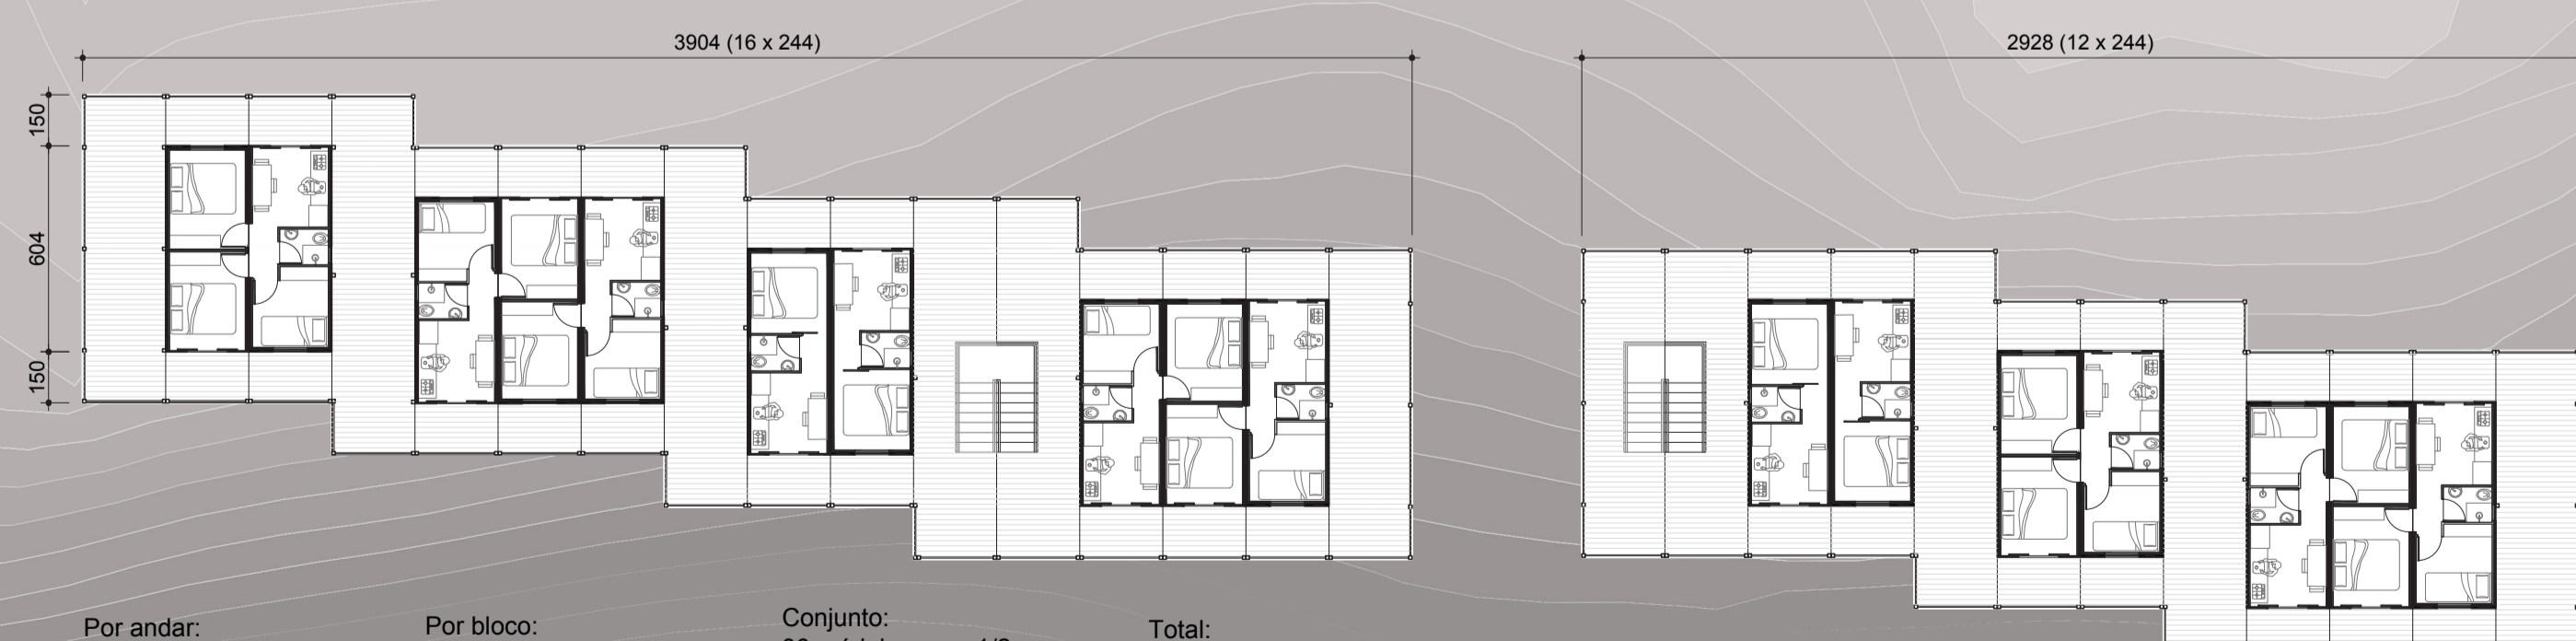 3904 (16 x 244)
2928 (12 x 244)
150
604
150
Por andar:
Por bloco:
Conjunto:
Total: